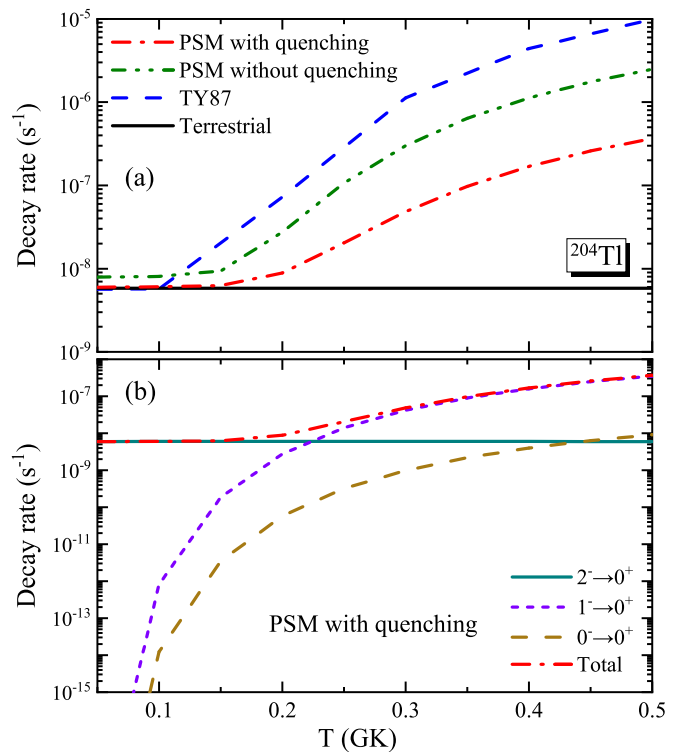 10⁻⁵
PSM with quenching
PSM without quenching
TY87
Terrestrial
10⁻⁶
(a)
10⁻⁷
Decay rate (s⁻¹)
²⁰⁴Tl
10⁻⁸
10⁻⁹
(b)
10⁻⁷
10⁻⁹
Decay rate (s⁻¹)
10⁻¹¹
2⁻→0⁺
1⁻→0⁺
10⁻¹³
PSM with quenching
0⁻→0⁺
Total
10⁻¹⁵
0.1 0.2 0.3 0.4 0.5
T (GK)